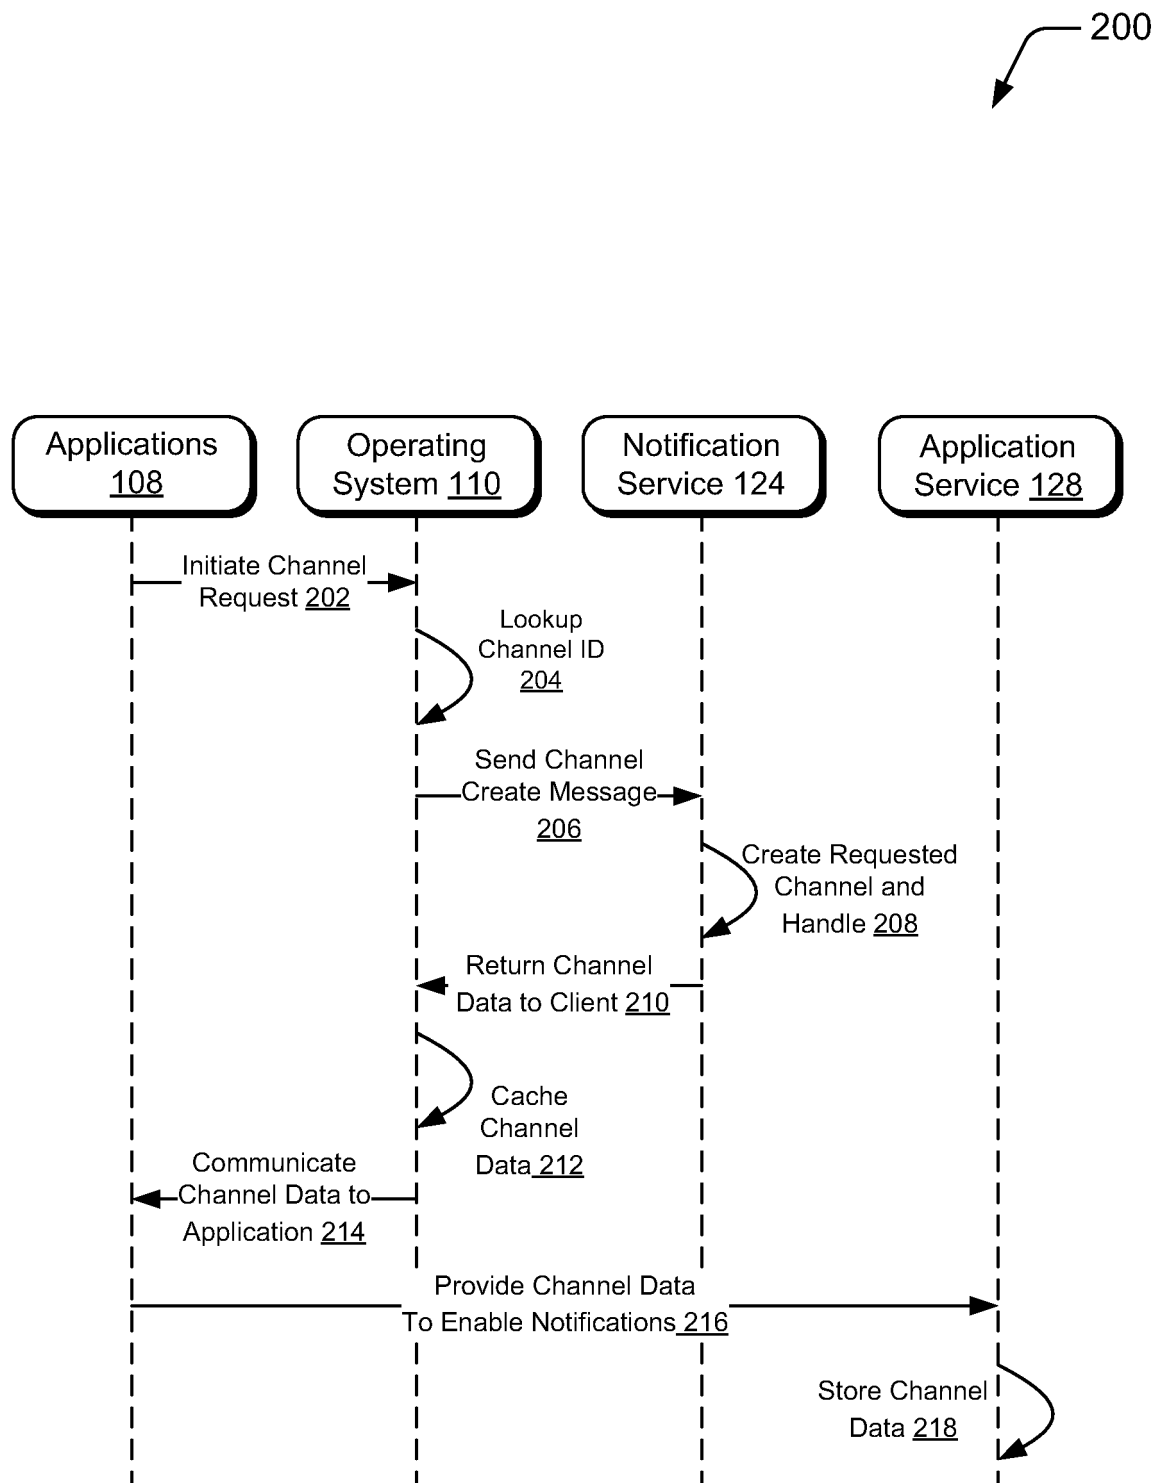 200
Applications
108
Operating
System 110
Notification
Service 124
Application
Service 128
Initiate Channel
Request 202
Lookup
Channel ID
204
Send Channel
Create Message
206
Create Requested
Channel and
Handle 208
Return Channel
Data to Client 210
Cache
Channel
Data 212
Communicate
Channel Data to
Application 214
Provide Channel Data
To Enable Notifications 216
Store Channel
Data 218